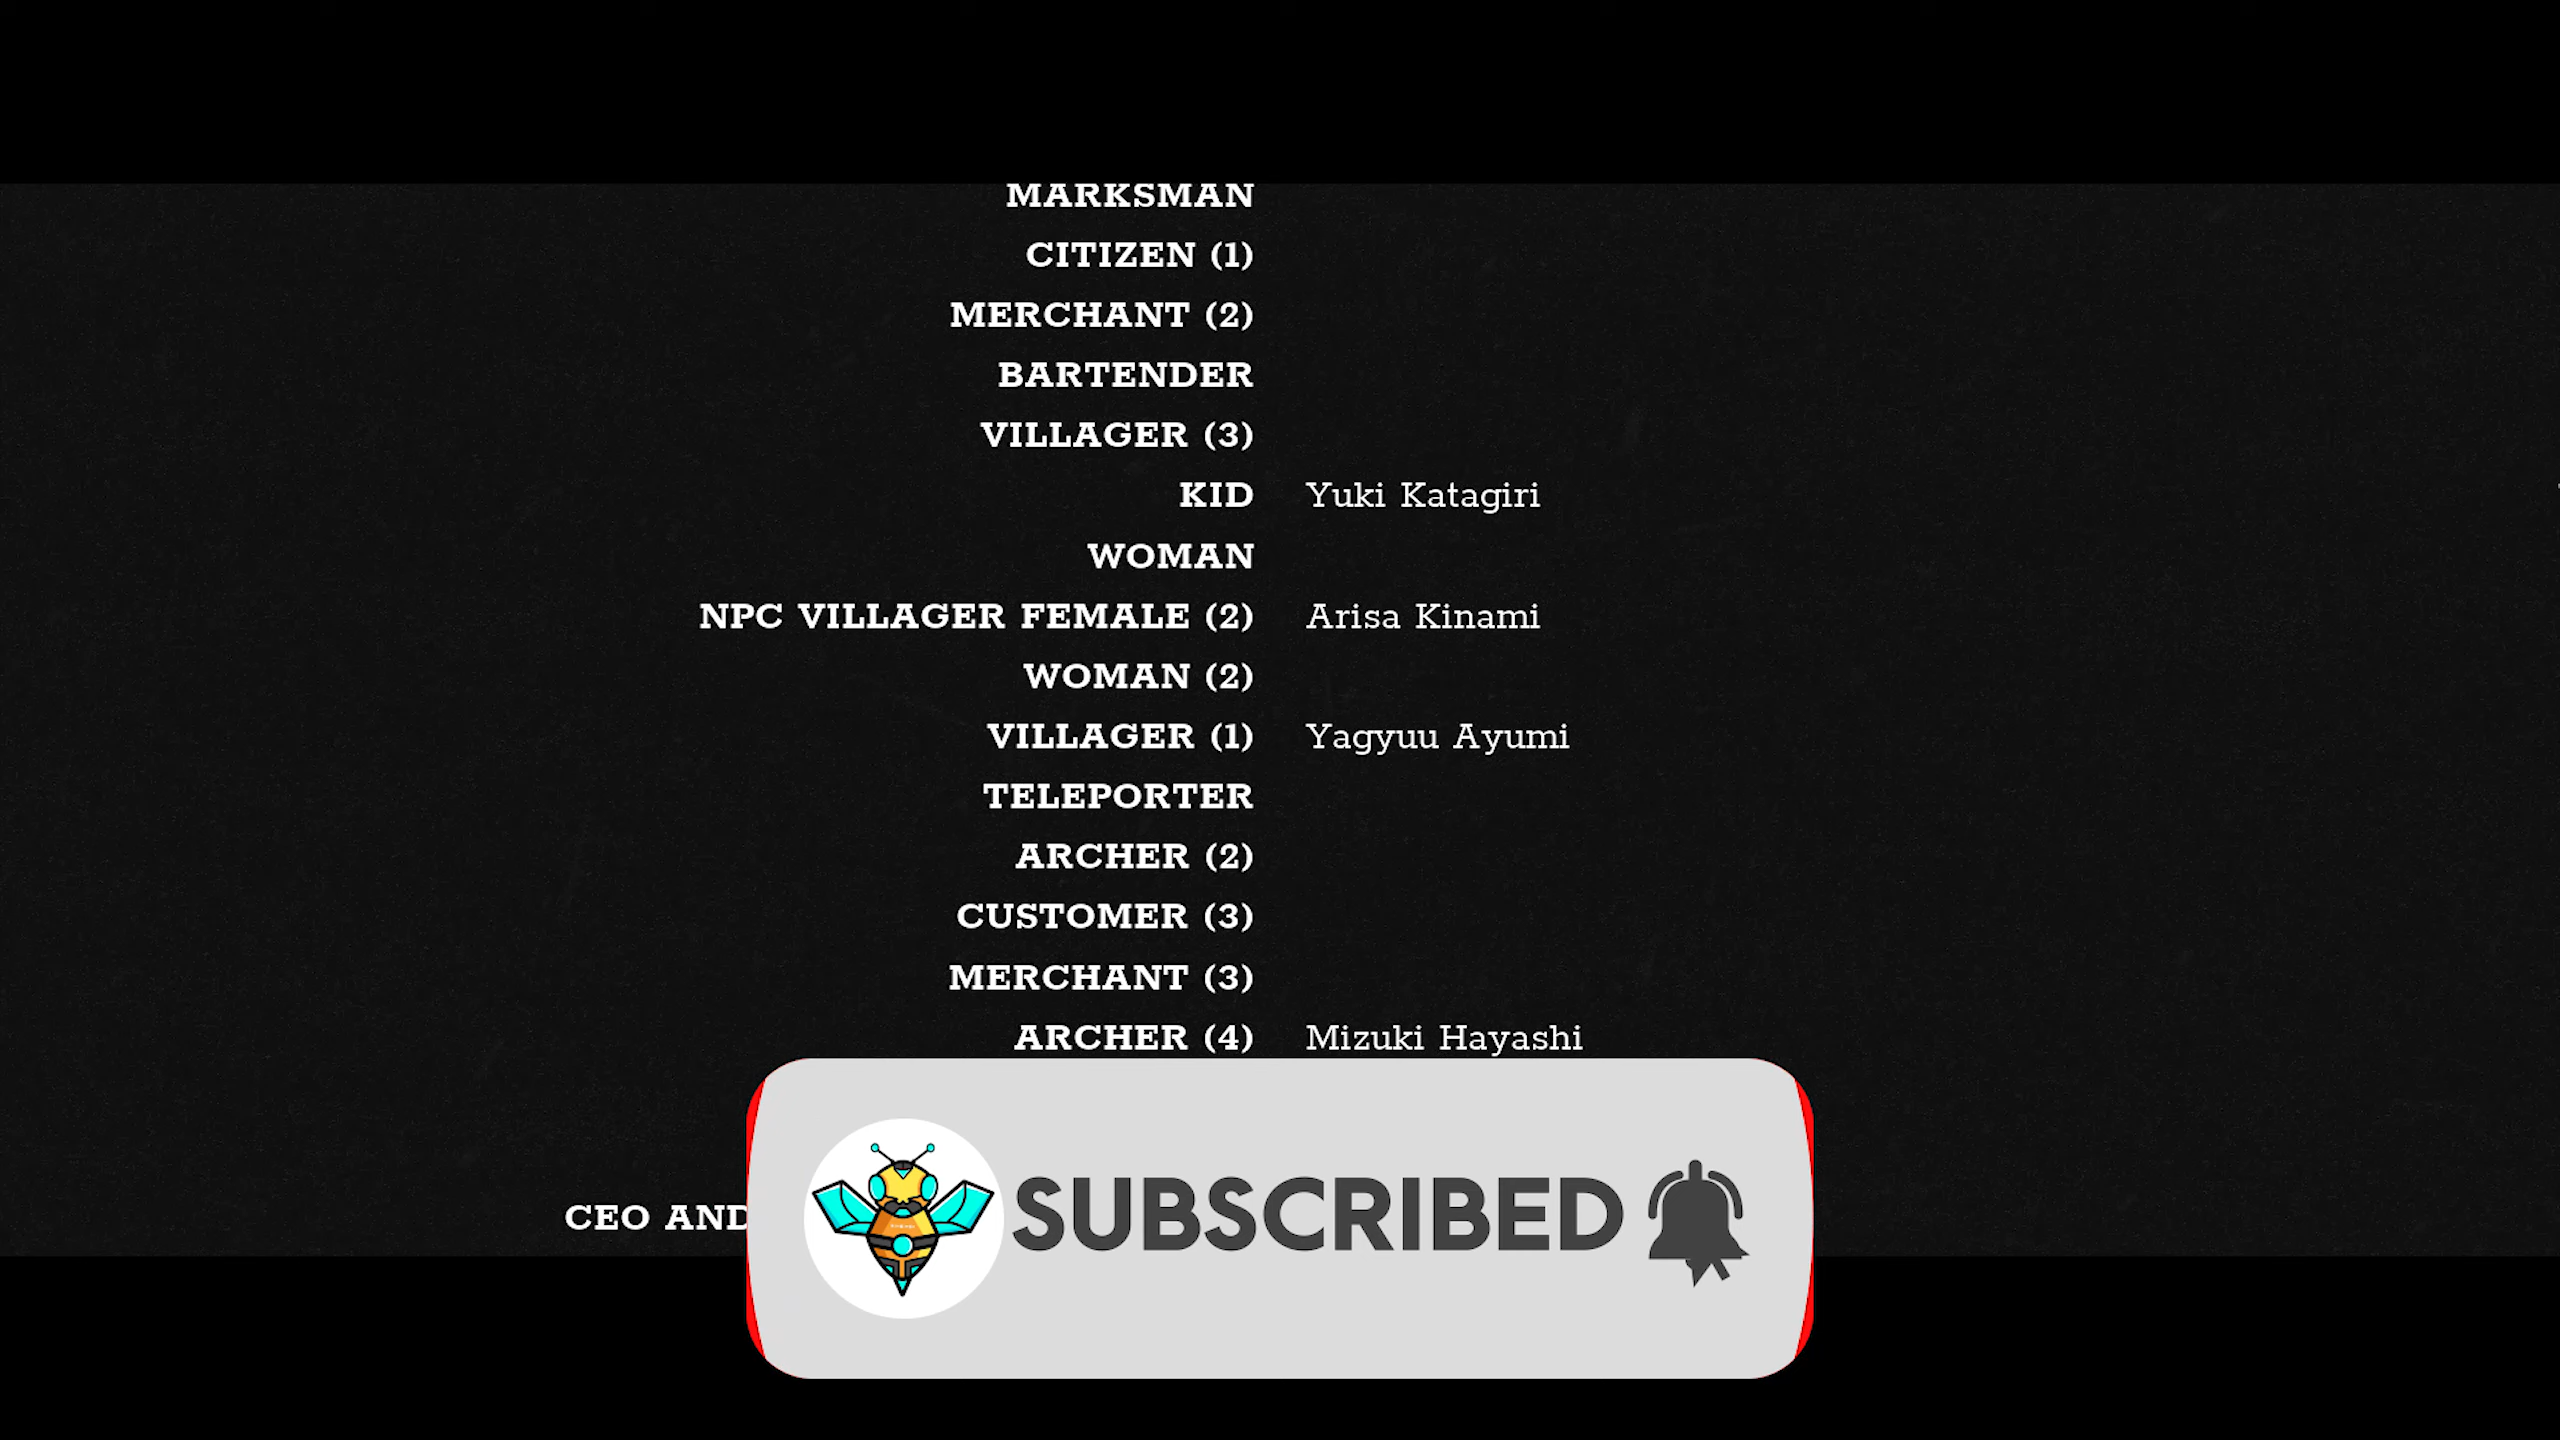 MARKSMAN
CITIZEN (1)
MERCHANT (2)
BARTENDER
VILLAGER (3)
KID Yuki Katagiri
WOMAN
NPC VILLAGER FEMALE (2) Arisa Kinami
WOMAN (2)
VILLAGER (1) Yagyuu Ayumi
TELEPORTER
ARCHER (2)
CUSTOMER (3)
MERCHANT (3)
ARCHER (4) Mizuki Hayashi
CEO AND
SUBSCRIBED